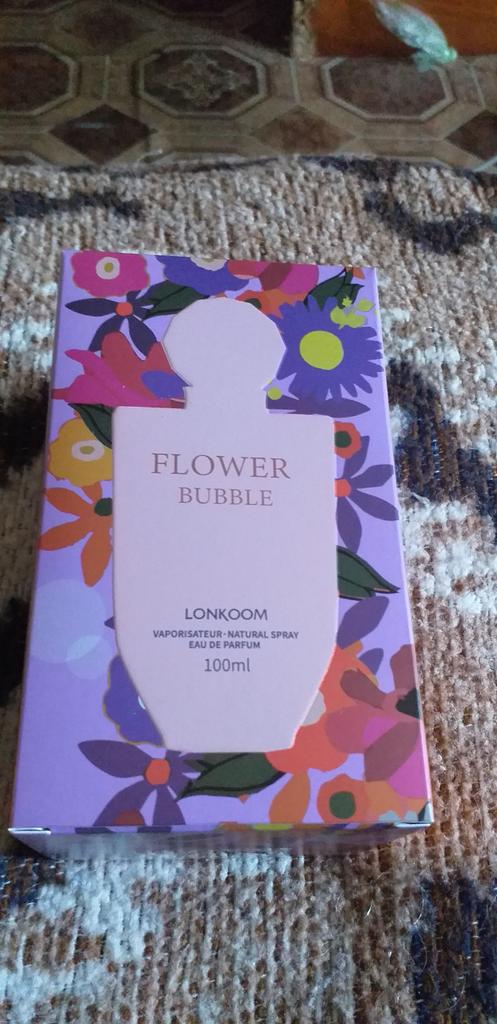 FLOWER
BUBBLE
LONKOOM
VAPORISATEUR·NATURAL SPRAY
EAU DE PARFUM
100ml